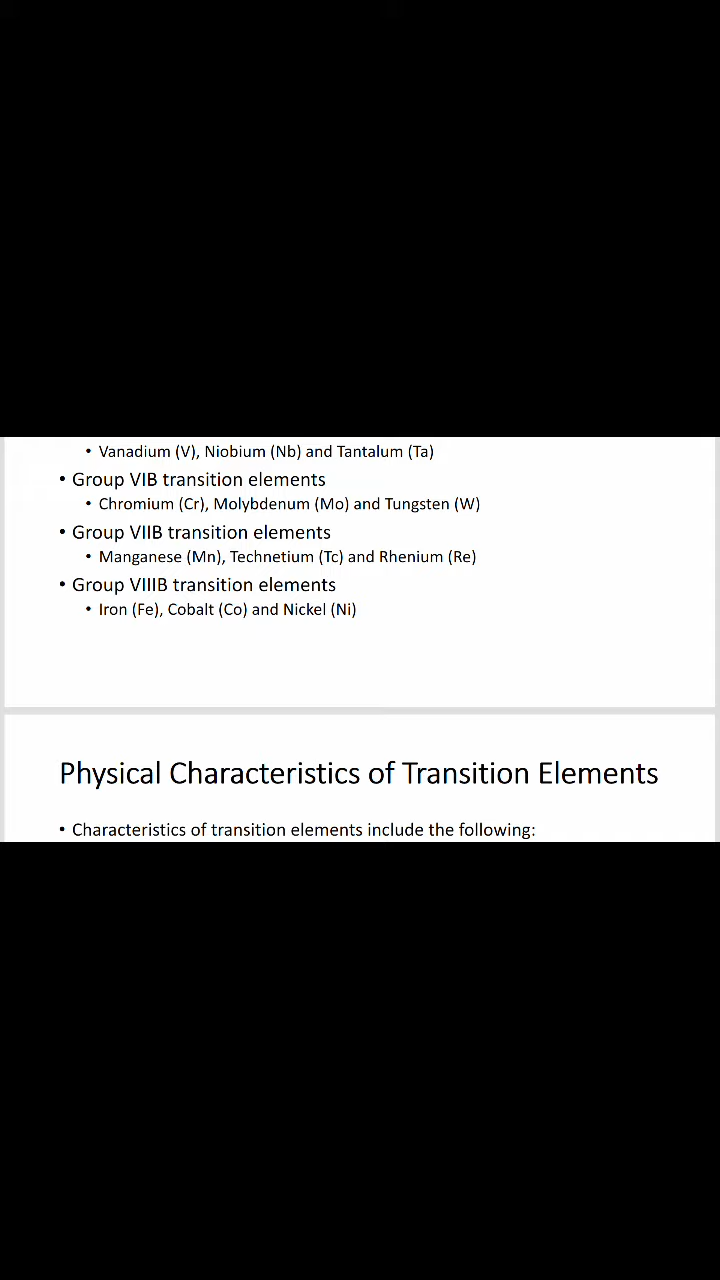 • Vanadium (V), Niobium (Nb) and Tantalum (Ta)
• Group VIB transition elements
• Chromium (Cr), Molybdenum (Mo) and Tungsten (W)
• Group VIIB transition elements
• Manganese (Mn), Technetium (Tc) and Rhenium (Re)
• Group VIIIB transition elements
• Iron (Fe), Cobalt (Co) and Nickel (Ni)
Physical Characteristics of Transition Elements
• Characteristics of transition elements include the following: